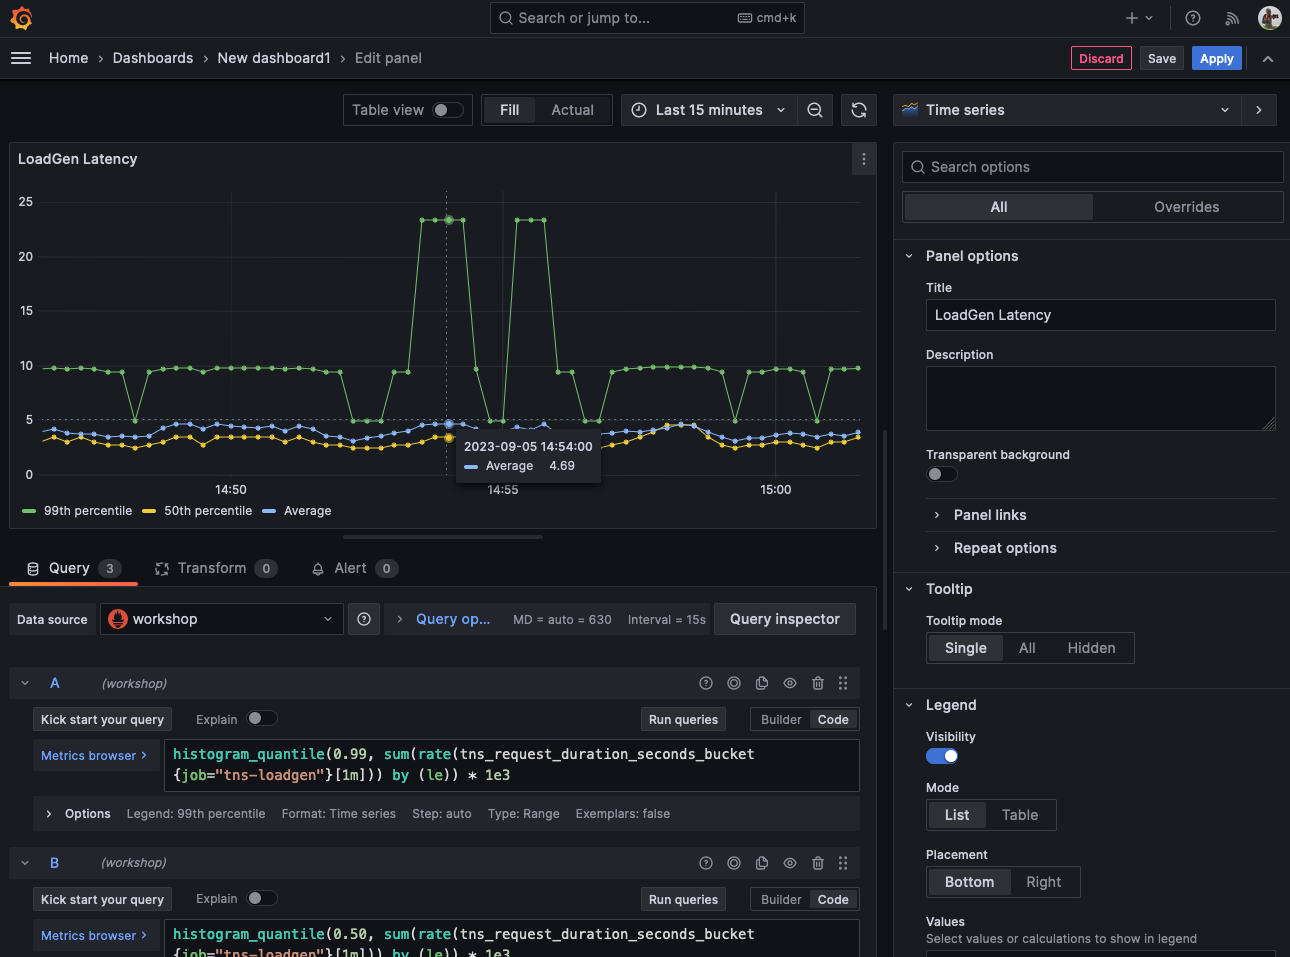 Search or jump to...
cmd+k
Home › Dashboards › New dashboard1 › Edit panel
Discard
Save
Apply
Table view
Fill
Actual
Last 15 minutes
Time series
LoadGen Latency
25
20
15
10
5
0
14:50
14:55
15:00
2023-09-05 14:54:00
Average 4.69
99th percentile
50th percentile
Average
Query 3
Transform 0
Alert 0
Data source
workshop
Query op...
MD = auto = 630
Interval = 15s
Query inspector
A
(workshop)
Kick start your query
Explain
Run queries
Builder
Code
Metrics browser
histogram_quantile(0.99, sum(rate(tns_request_duration_seconds_bucket
{job="tns-loadgen"}[1m])) by (le)) * 1e3
Options
Legend: 99th percentile
Format: Time series
Step: auto
Type: Range
Exemplars: false
B
(workshop)
Kick start your query
Explain
Run queries
Builder
Code
Metrics browser
histogram_quantile(0.50, sum(rate(tns_request_duration_seconds_bucket
{job="tns-loadgen"}[1m])) by (le)) * 1e3
Search options
All
Overrides
Panel options
Title
LoadGen Latency
Description
Transparent background
Panel links
Repeat options
Tooltip
Tooltip mode
Single
All
Hidden
Legend
Visibility
Mode
List
Table
Placement
Bottom
Right
Values
Select values or calculations to show in legend